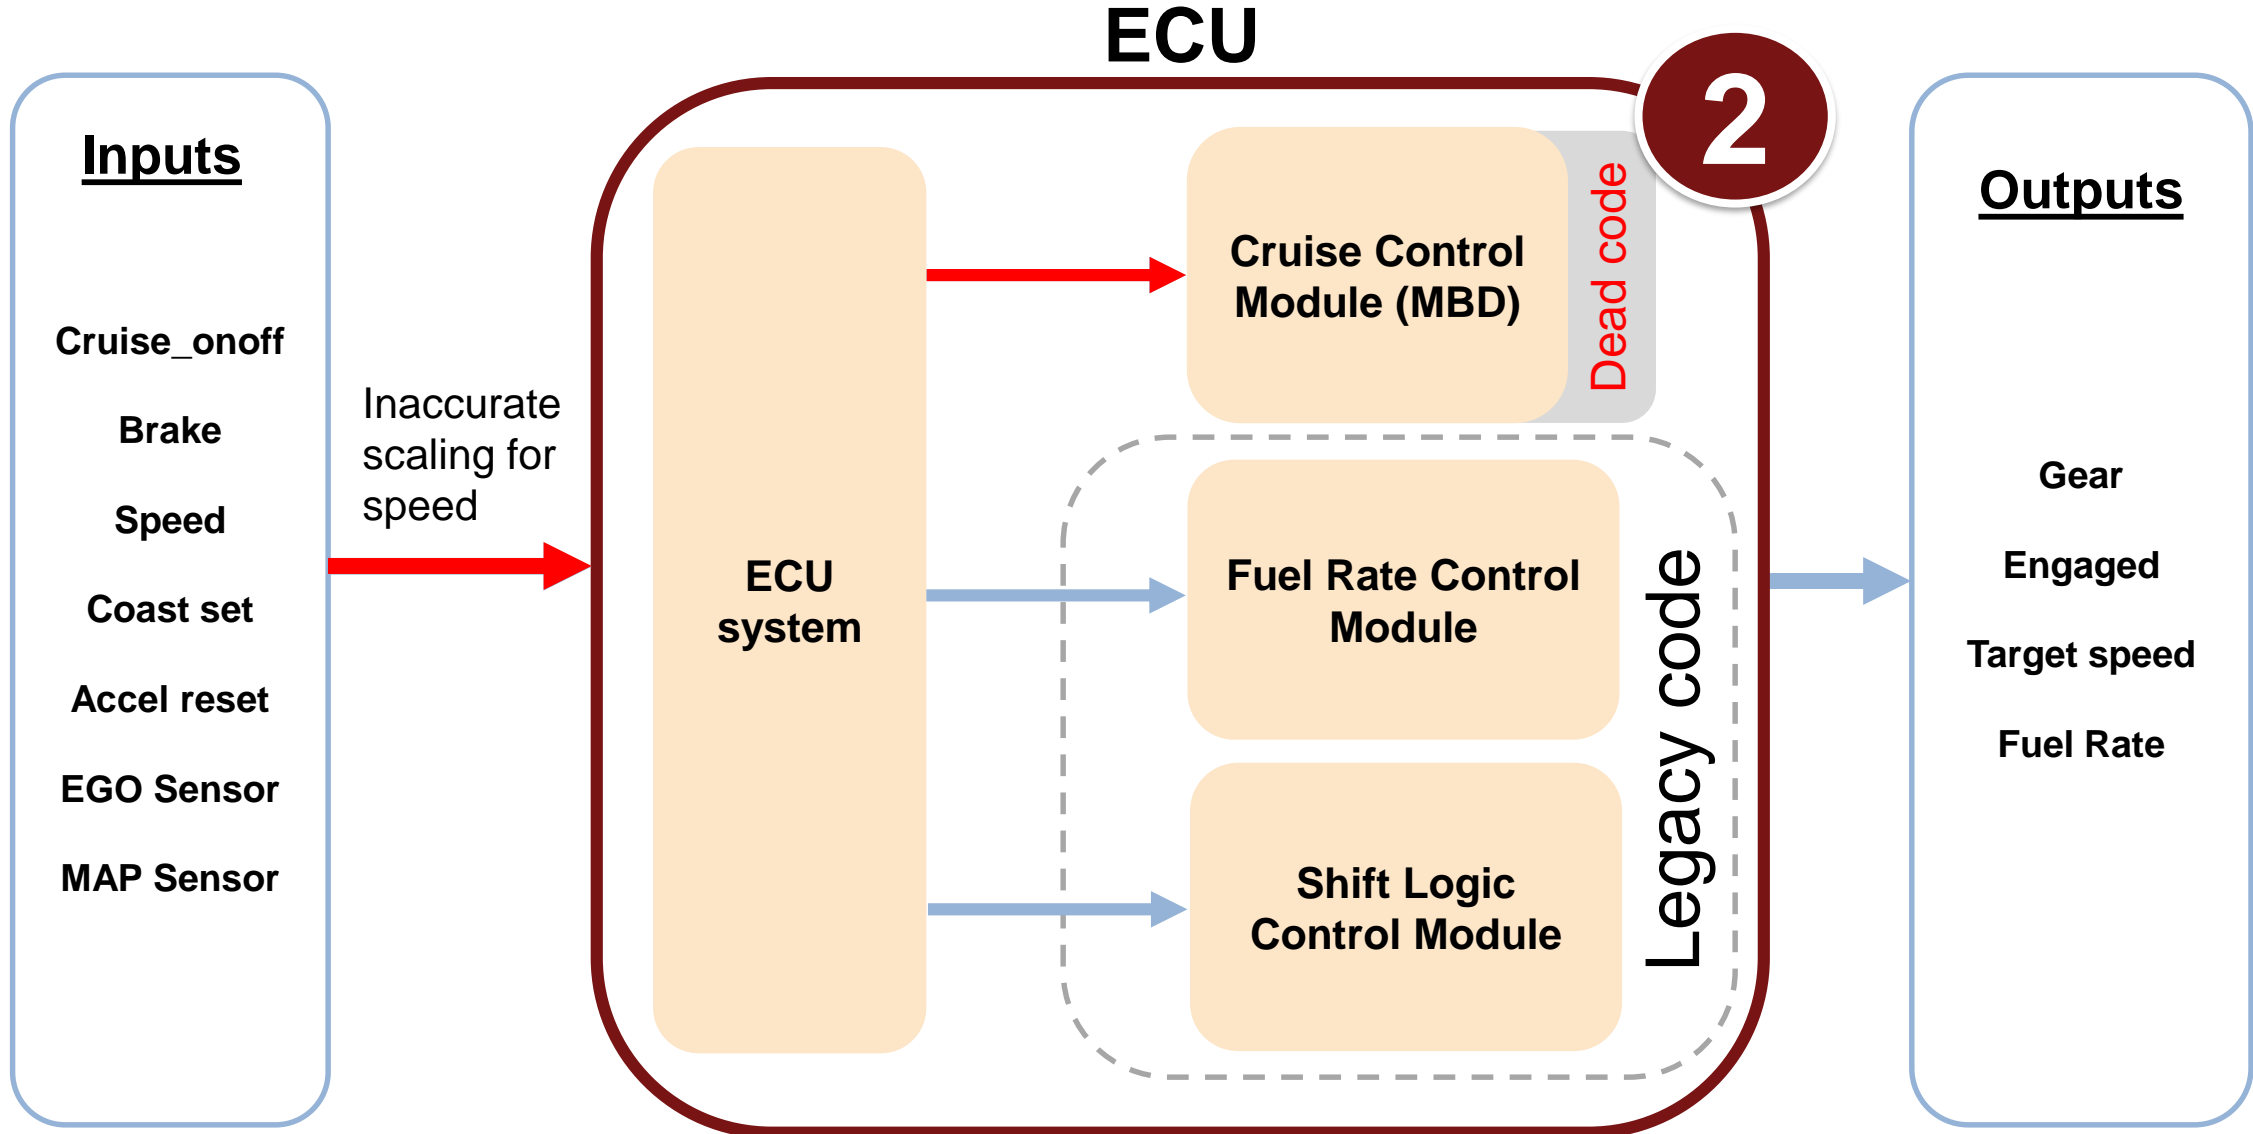 ECU
2
Inputs
Cruise_onoff
Brake
Speed
Coast set
Accel reset
EGO Sensor
MAP Sensor
Inaccurate
scaling for
speed
ECU
system
Cruise Control
Module (MBD)
Dead code
Fuel Rate Control
Module
Shift Logic
Control Module
Legacy code
Outputs
Gear
Engaged
Target speed
Fuel Rate